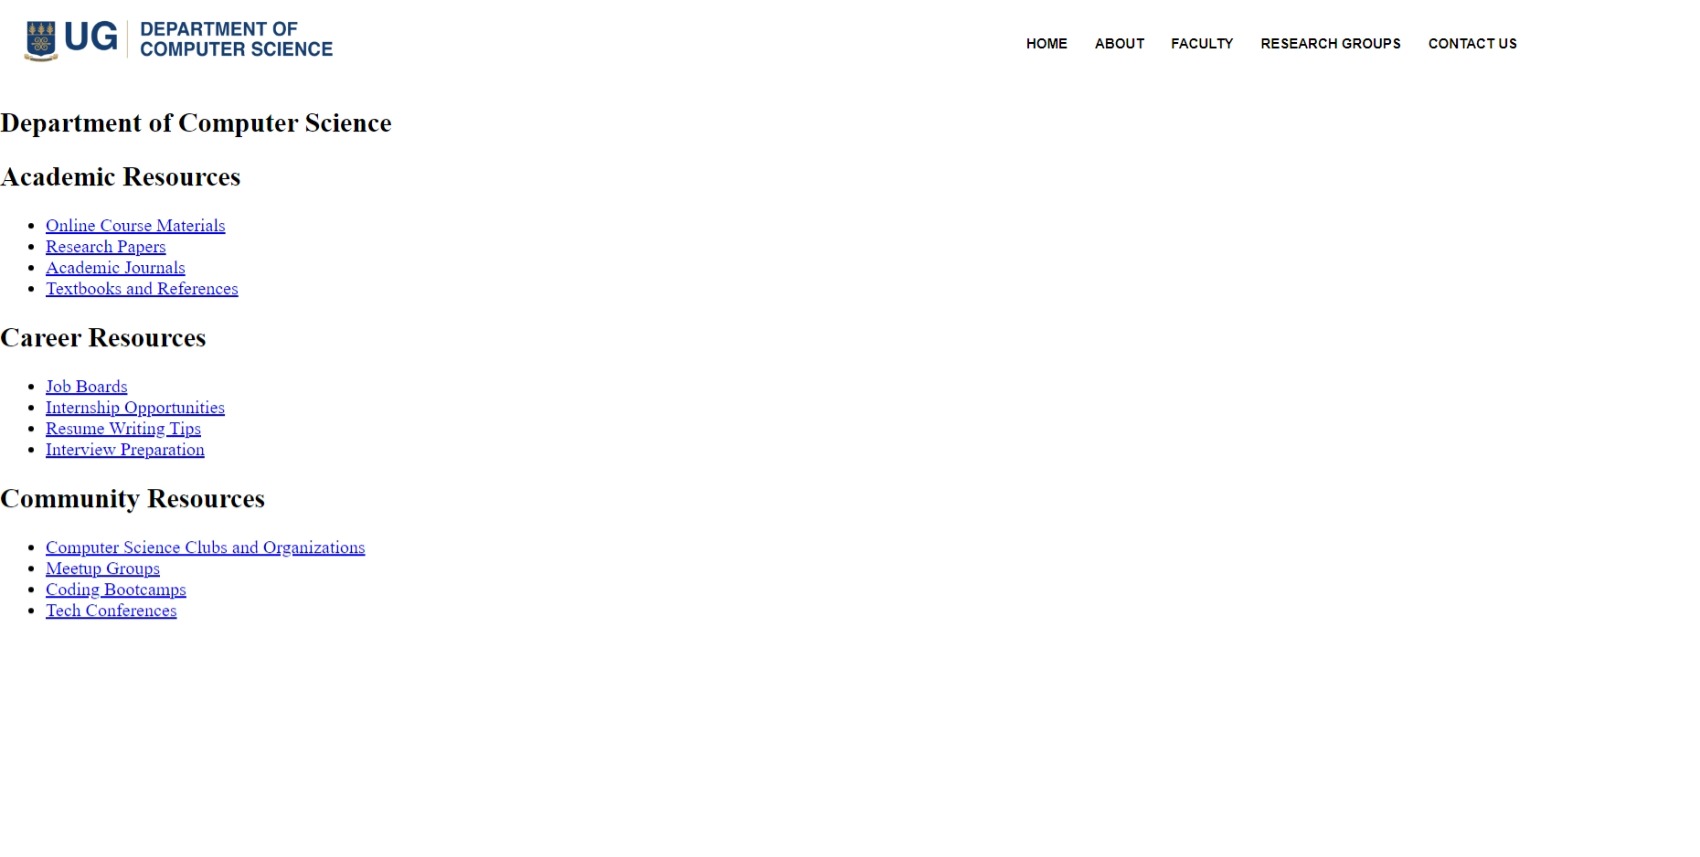 UG
DEPARTMENT OF
COMPUTER SCIENCE
HOME ABOUT FACULTY RESEARCH GROUPS CONTACT US
Department of Computer Science
Academic Resources
Online Course Materials
Research Papers
Academic Journals
Textbooks and References
Career Resources
Job Boards
Internship Opportunities
Resume Writing Tips
Interview Preparation
Community Resources
Computer Science Clubs and Organizations
Meetup Groups
Coding Bootcamps
Tech Conferences